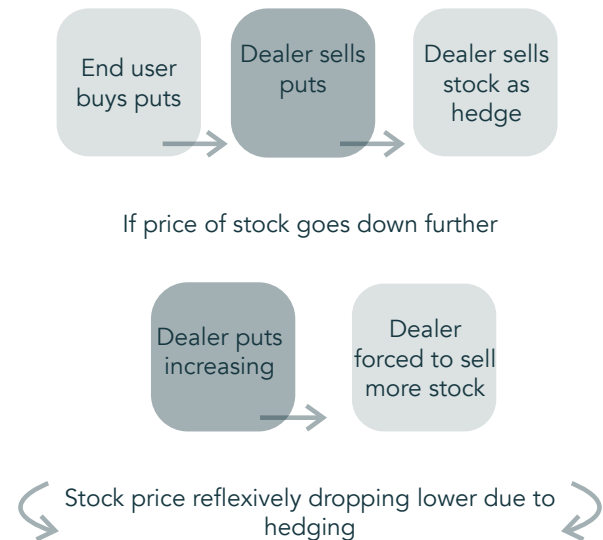 End user
buys puts
Dealer sells
puts
Dealer sells
stock as
hedge
If price of stock goes down further
Dealer puts
increasing
Dealer
forced to sell
more stock
Stock price reflexively dropping lower due to
hedging